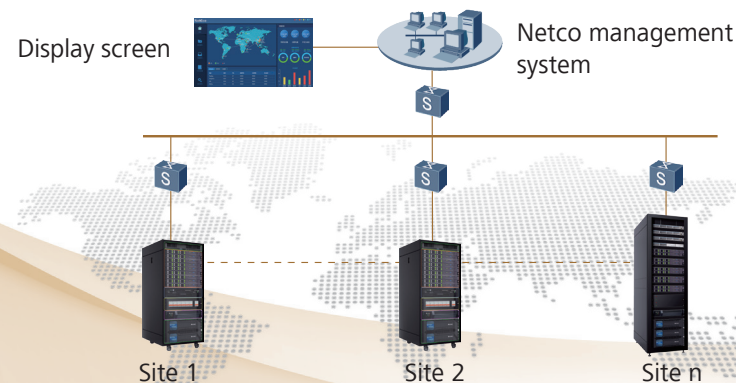 Display screen
Netco management
system
S
S
S
S
Site 1
Site 2
Site n